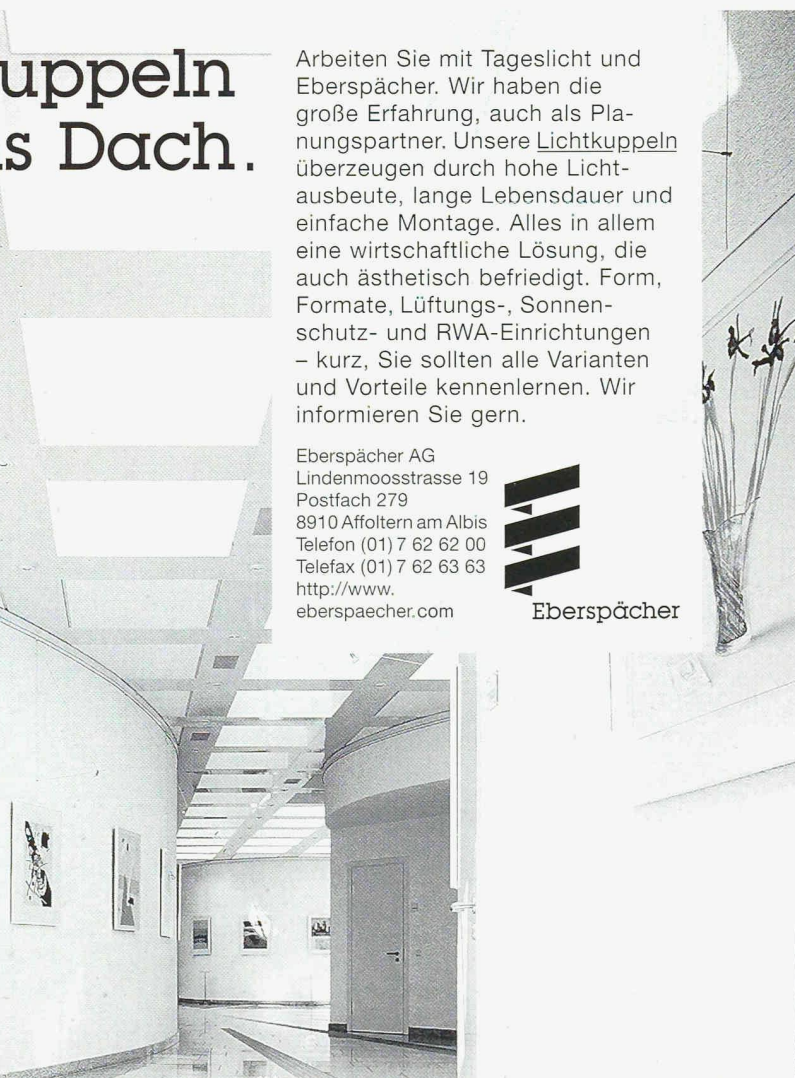 uppeln
s Dach.
Arbeiten Sie mit Tageslicht und
Eberspächer. Wir haben die
große Erfahrung, auch als Pla-
nungspartner. Unsere Lichtkuppeln
überzeugen durch hohe Licht-
ausbeute, lange Lebensdauer und
einfache Montage. Alles in allem
eine wirtschaftliche Lösung, die
auch ästhetisch befriedigt. Form,
Formate, Lüftungs-, Sonnen-
schutz- und RWA-Einrichtungen
– kurz, Sie sollten alle Varianten
und Vorteile kennenlernen. Wir
informieren Sie gern.
Eberspächer AG
Lindenmoosstrasse 19
Postfach 279
8910 Affoltern am Albis
Telefon (01) 7 62 62 00
Telefax (01) 7 62 63 63
http://www.
eberspaecher.com
Eberspächer